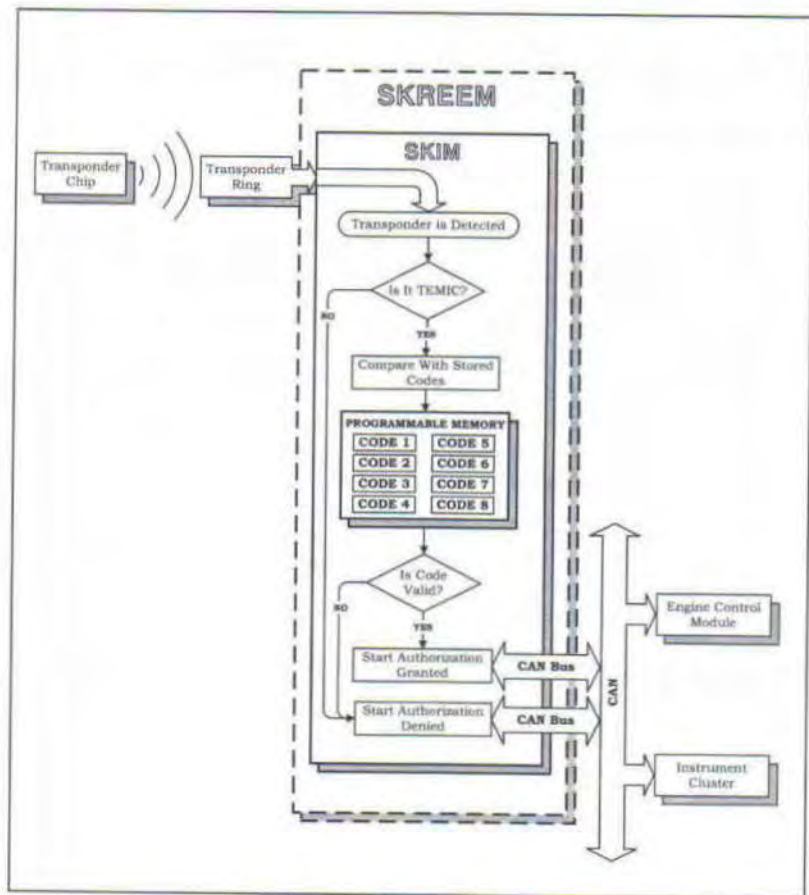 SKREEM
SKIM
Transponder
Chip
Transponder
Ring
Transponder is Detected
Is It TEMIC?
NO
YES
Compare With Stored
Codes
PROGRAMMABLE MEMORY
CODE 1
CODE 5
CODE 2
CODE 6
CODE 3
CODE 7
CODE 4
CODE 8
Is Code
Valid?
NO
YES
Start Authorization
Granted
CAN Bus
Start Authorization
Denied
CAN Bus
CAN
Engine Control
Module
Instrument
Cluster